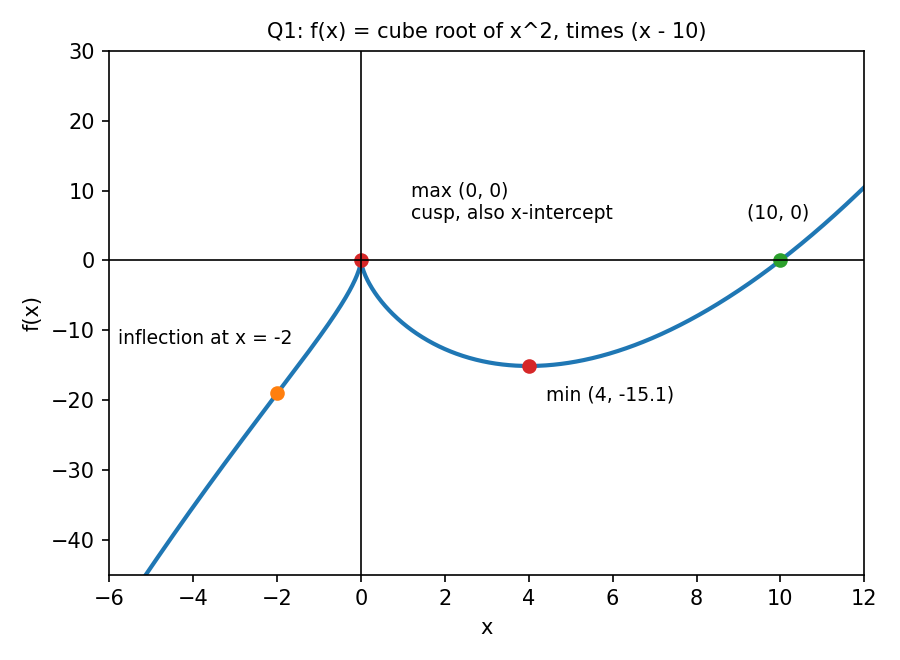 Q1: f(x) = cube root of x^2, times (x - 10)
30
20
10
0
−10
−20
−30
−40
f(x)
max (0, 0)
cusp, also x-intercept
(10, 0)
inflection at x = -2
min (4, -15.1)
−6 −4 −2 0 2 4 6 8 10 12
x